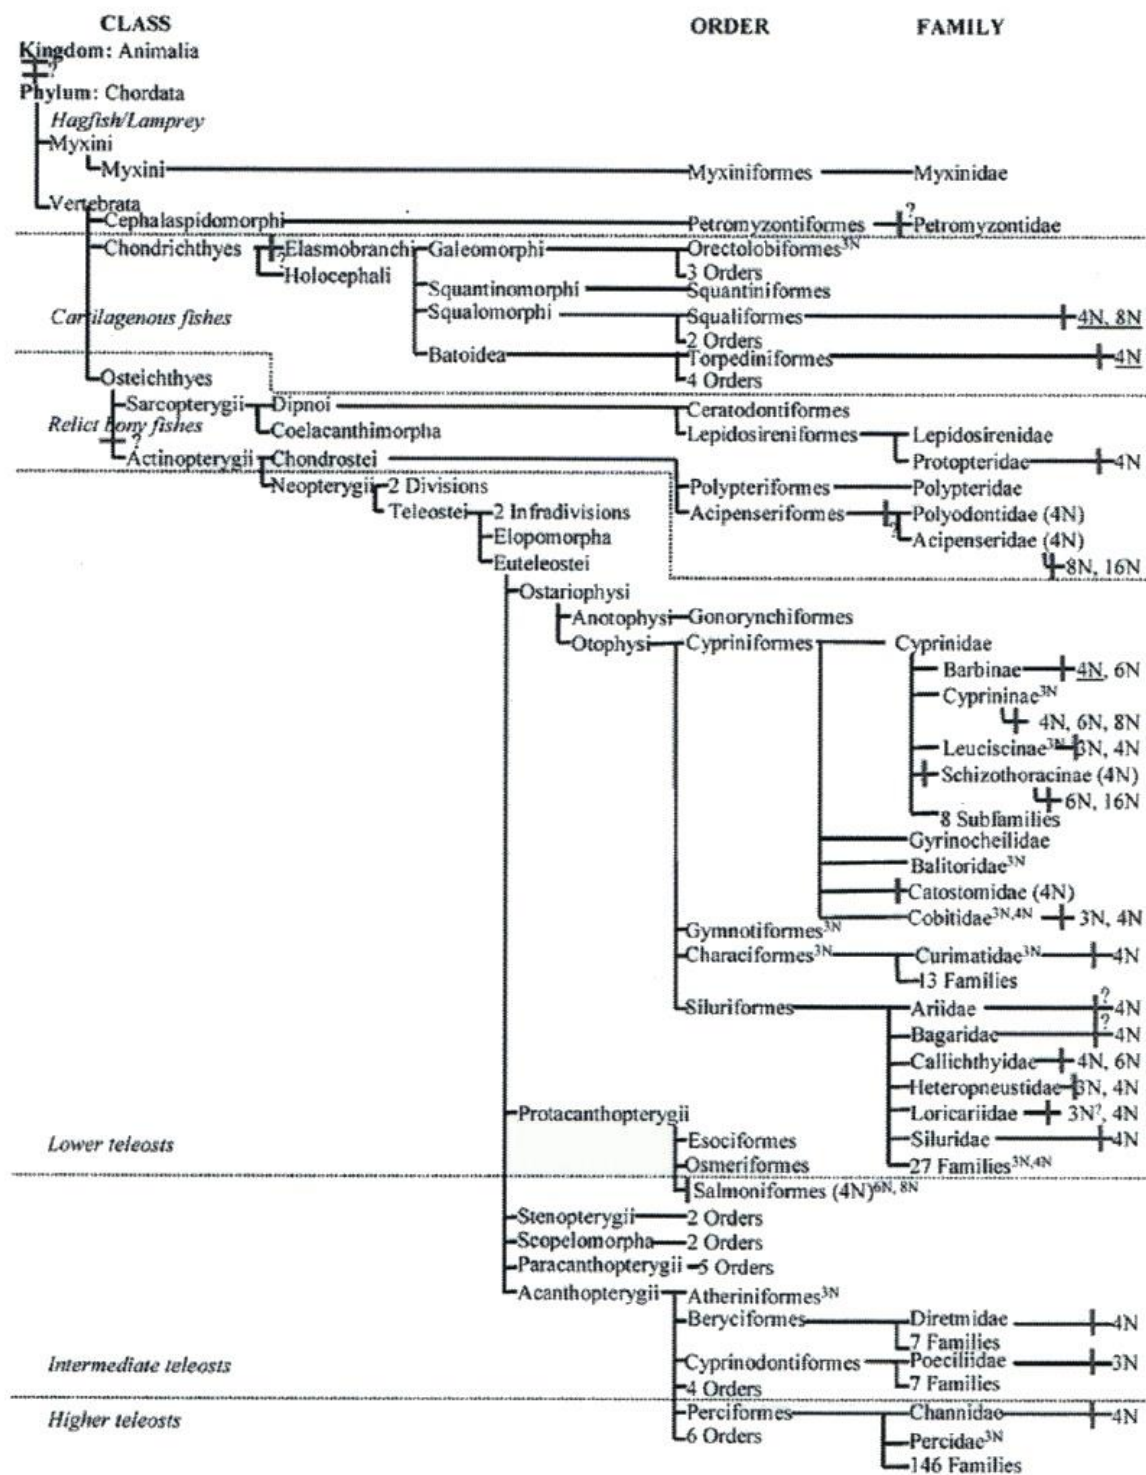 CLASS ORDER FAMILY
Kingdom: Animalia
?
Phylum: Chordata
Hagfish/Lamprey
Myxini
Myxini Myxiniformes Myxinidae
Vertebrata
Cephalaspidomorphi Petromyzontiformes ? Petromyzontidae
Chondrichthyes Elasmobranchi Galeomorphi Orectolobiformes3N
? Holocephali 3 Orders
Squantinomorphi Squantiniformes
Cartilagenous fishes Squalomorphi Squaliformes 4N, 8N
2 Orders
Batoidea Torpediniformes 4N
Osteichthyes 4 Orders
Sarcopterygii Dipnoi Ceratodontiformes
Relict bony fishes Coelacanthimorpha Lepidosireniformes Lepidosirenidae
?
Actinopterygii Chondrostei Protopteridae 4N
Neopterygii 2 Divisions Polypteriformes Polypteridae
Teleostei 2 Infradivisions Acipenseriformes Polyodontidae (4N)
Elopomorpha ? Acipenseridae (4N)
Euteleostei 8N, 16N
Ostariophysi
Anotophysi Gonorynchiformes
Otophysi Cypriniformes Cyprinidae
Barbinae 4N, 6N
Cyprininae3N
4N, 6N, 8N
Leuciscinae3N 3N, 4N
Schizothoracinae (4N)
6N, 16N
8 Subfamilies
Gyrinocheilidae
Balitoridae3N
Catostomidae (4N)
Cobitidae3N,4N 3N, 4N
Gymnotiformes3N
Characiformes3N Curimatidae3N 4N
13 Families
Siluriformes Ariidae ? 4N
Bagaridae ? 4N
Callichthyidae 4N, 6N
Heteropneustidae 3N, 4N
Protacanthopterygii Loricariidae 3N?, 4N
Lower teleosts Esociformes Siluridae 4N
Osmeriformes 27 Families3N,4N
Salmoniformes (4N)6N, 8N
Stenopterygii 2 Orders
Scopelomorpha 2 Orders
Paracanthopterygii 5 Orders
Acanthopterygii Atheriniformes3N
Beryciformes Diretmidae 4N
7 Families
Intermediate teleosts Cyprinodontiformes Poeciliidae 3N
4 Orders 7 Families
Higher teleosts Perciformes Channidae 4N
6 Orders Percidae3N
146 Families